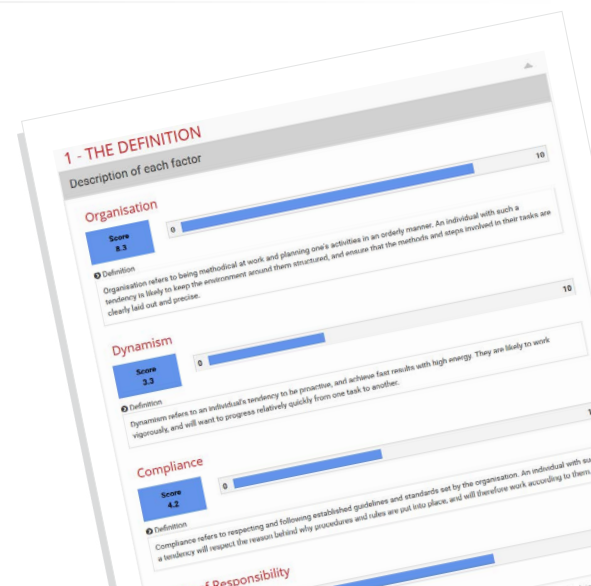 1 - THE DEFINITION
Description of each factor
Organisation
Score
8.3
0
10
Definition
Organisation refers to being methodical at work and planning one's activities in an orderly manner. An individual with such a
tendency is likely to keep the environment around them structured, and ensure that the methods and steps involved in their tasks are
clearly laid out and precise.
Dynamism
Score
3.3
0
10
Definition
Dynamism refers to an individual's tendency to be proactive, and achieve fast results with high energy. They are likely to work
vigorously, and will want to progress relatively quickly from one task to another.
Compliance
Score
4.2
0
Definition
Compliance refers to respecting and following established guidelines and standards set by the organisation. An individual with su
a tendency will respect the reason behind why procedures and rules are put into place, and will therefore work according to them.
of Responsibility